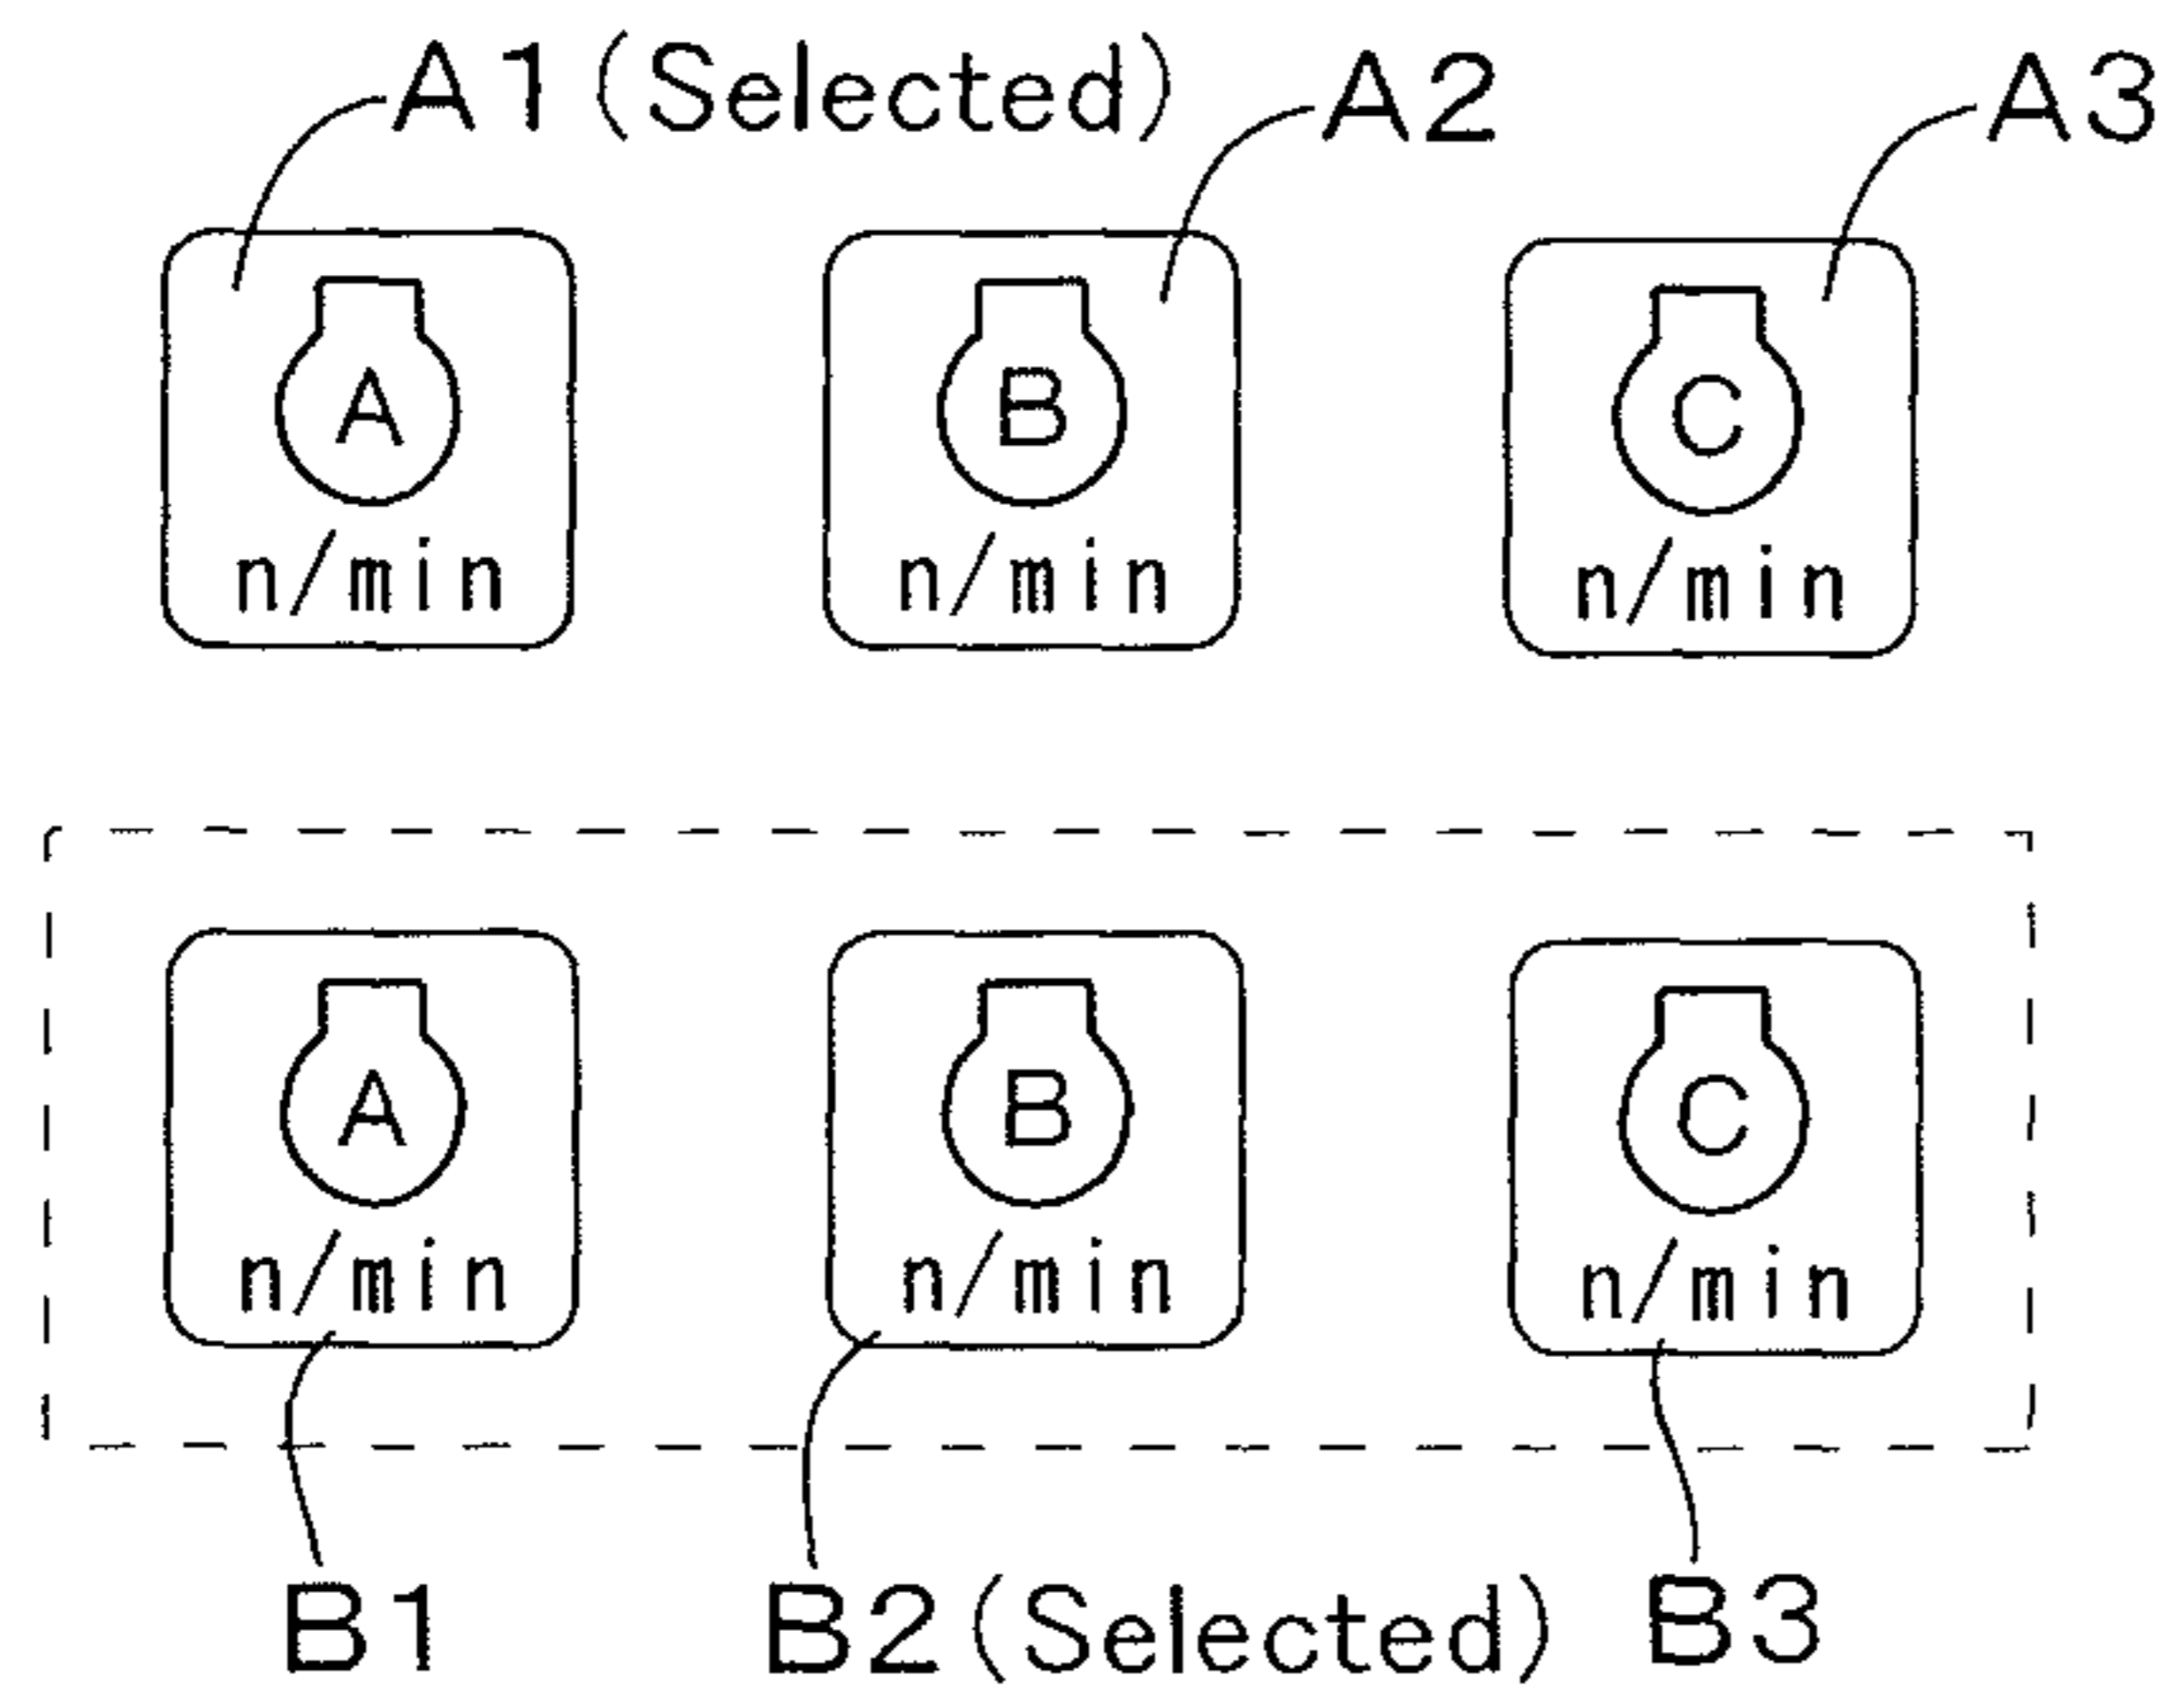 A1(Selected) A2 A3
A B C
n/min n/min n/min
A B C
n/min n/min n/min
B1 B2(Selected) B3